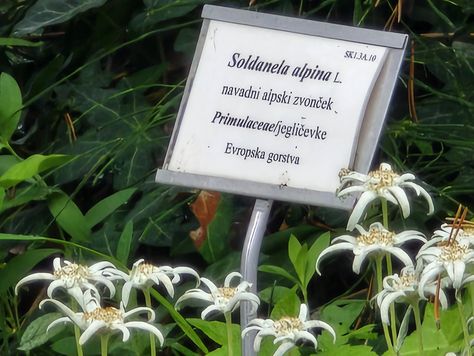 SK1.3A.10
Soldanela alpina L.
navadni alpski zvonček
Primulaceae/jegličevke
Evropska gorstva